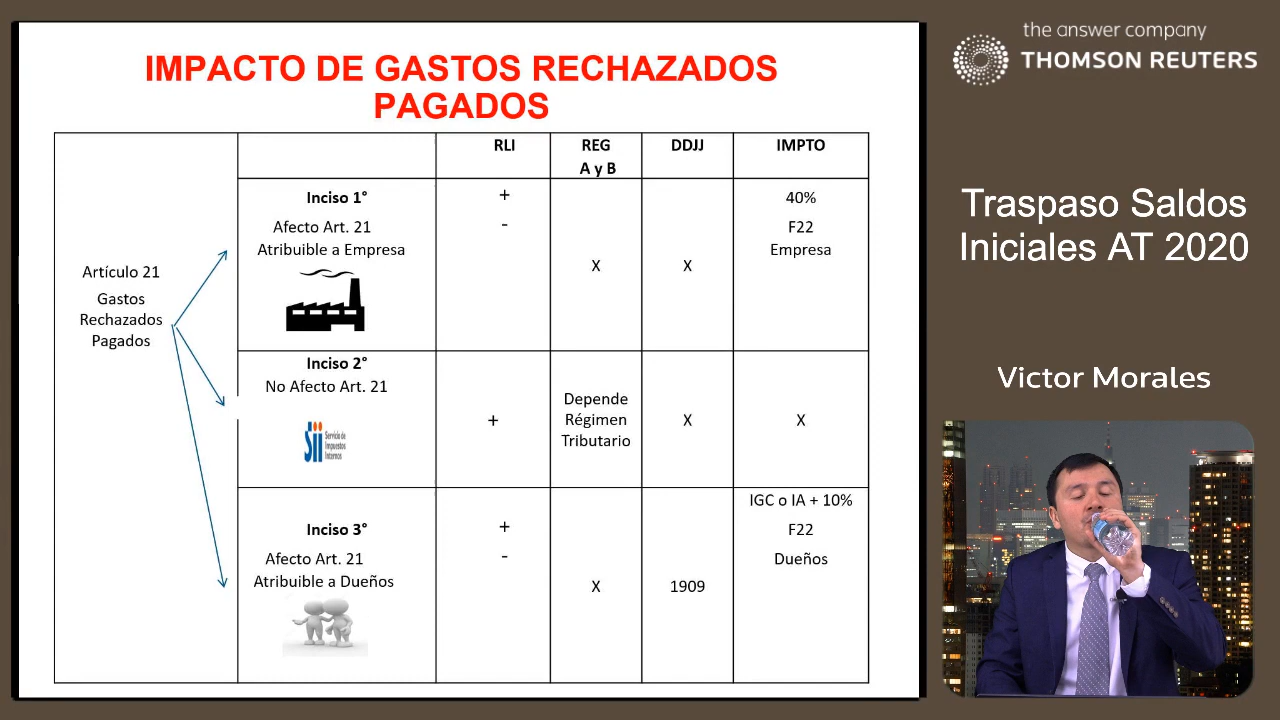 IMPACTO DE GASTOS RECHAZADOS
PAGADOS
RLI
REG
A y B
DDJJ
IMPTO
Artículo 21
Gastos
Rechazados
Pagados
Inciso 1°
Afecto Art. 21
Atribuible a Empresa
+
-
X
X
40%
F22
Empresa
Inciso 2°
No Afecto Art. 21
sii
Servicio de
Impuestos
Internos
+
Depende
Régimen
Tributario
X
X
Inciso 3°
Afecto Art. 21
Atribuible a Dueños
+
-
X
1909
IGC o IA + 10%
F22
Dueños
the answer company
THOMSON REUTERS
Traspaso Saldos
Iniciales AT 2020
Victor Morales